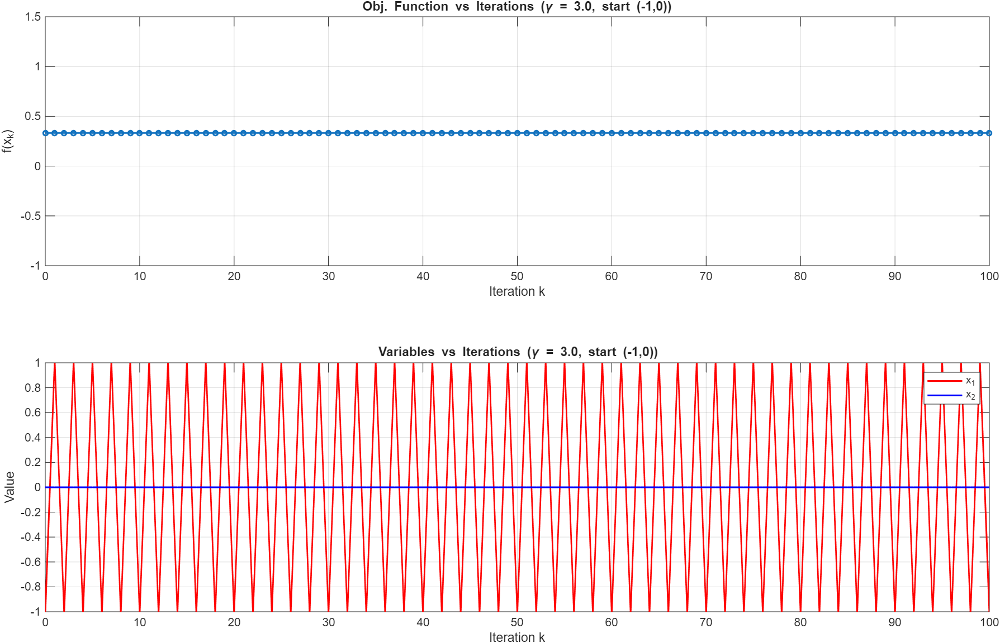 Obj. Function vs Iterations (γ = 3.0, start (-1,0))
1.5
1
0.5
0
-0.5
-1
f(xk)
0 10 20 30 40 50 60 70 80 90 100
Iteration k
Variables vs Iterations (γ = 3.0, start (-1,0))
1
0.8
0.6
0.4
0.2
0
-0.2
-0.4
-0.6
-0.8
-1
Value
x1
x2
0 10 20 30 40 50 60 70 80 90 100
Iteration k